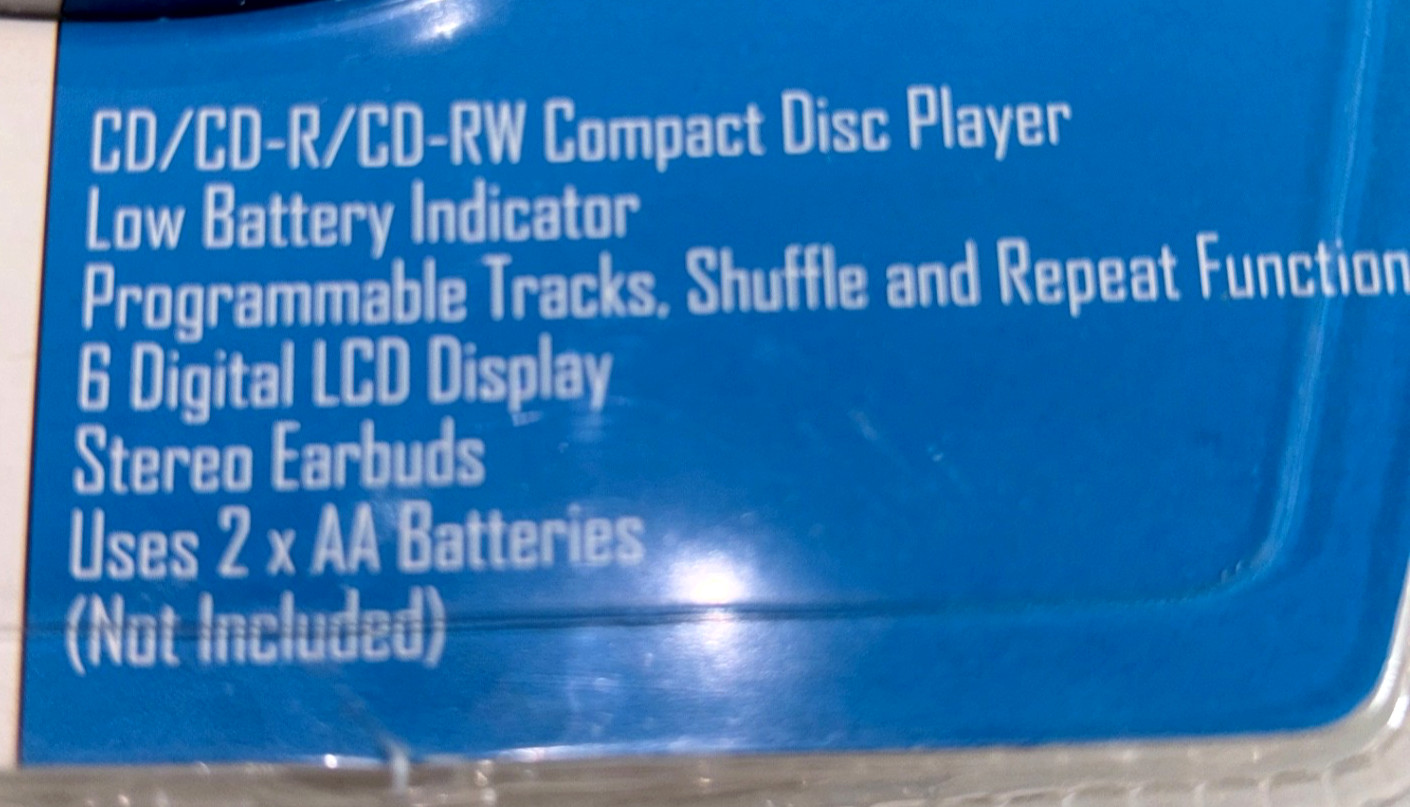 CD/CD-R/CD-RW Compact Disc Player
Low Battery Indicator
Programmable Tracks, Shuffle and Repeat Function
6 Digital LCD Display
Stereo Earbuds
Uses 2 x AA Batteries
(Not Included)